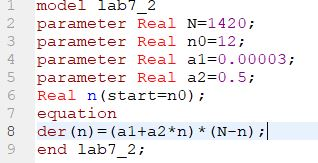 1 model lab7_2
2 parameter Real N=1420;
3 parameter Real n0=12;
4 parameter Real a1=0.00003;
5 parameter Real a2=0.5;
6 Real n(start=n0);
7 equation
8 der(n)=(a1+a2*n)*(N-n);
9 end lab7_2;